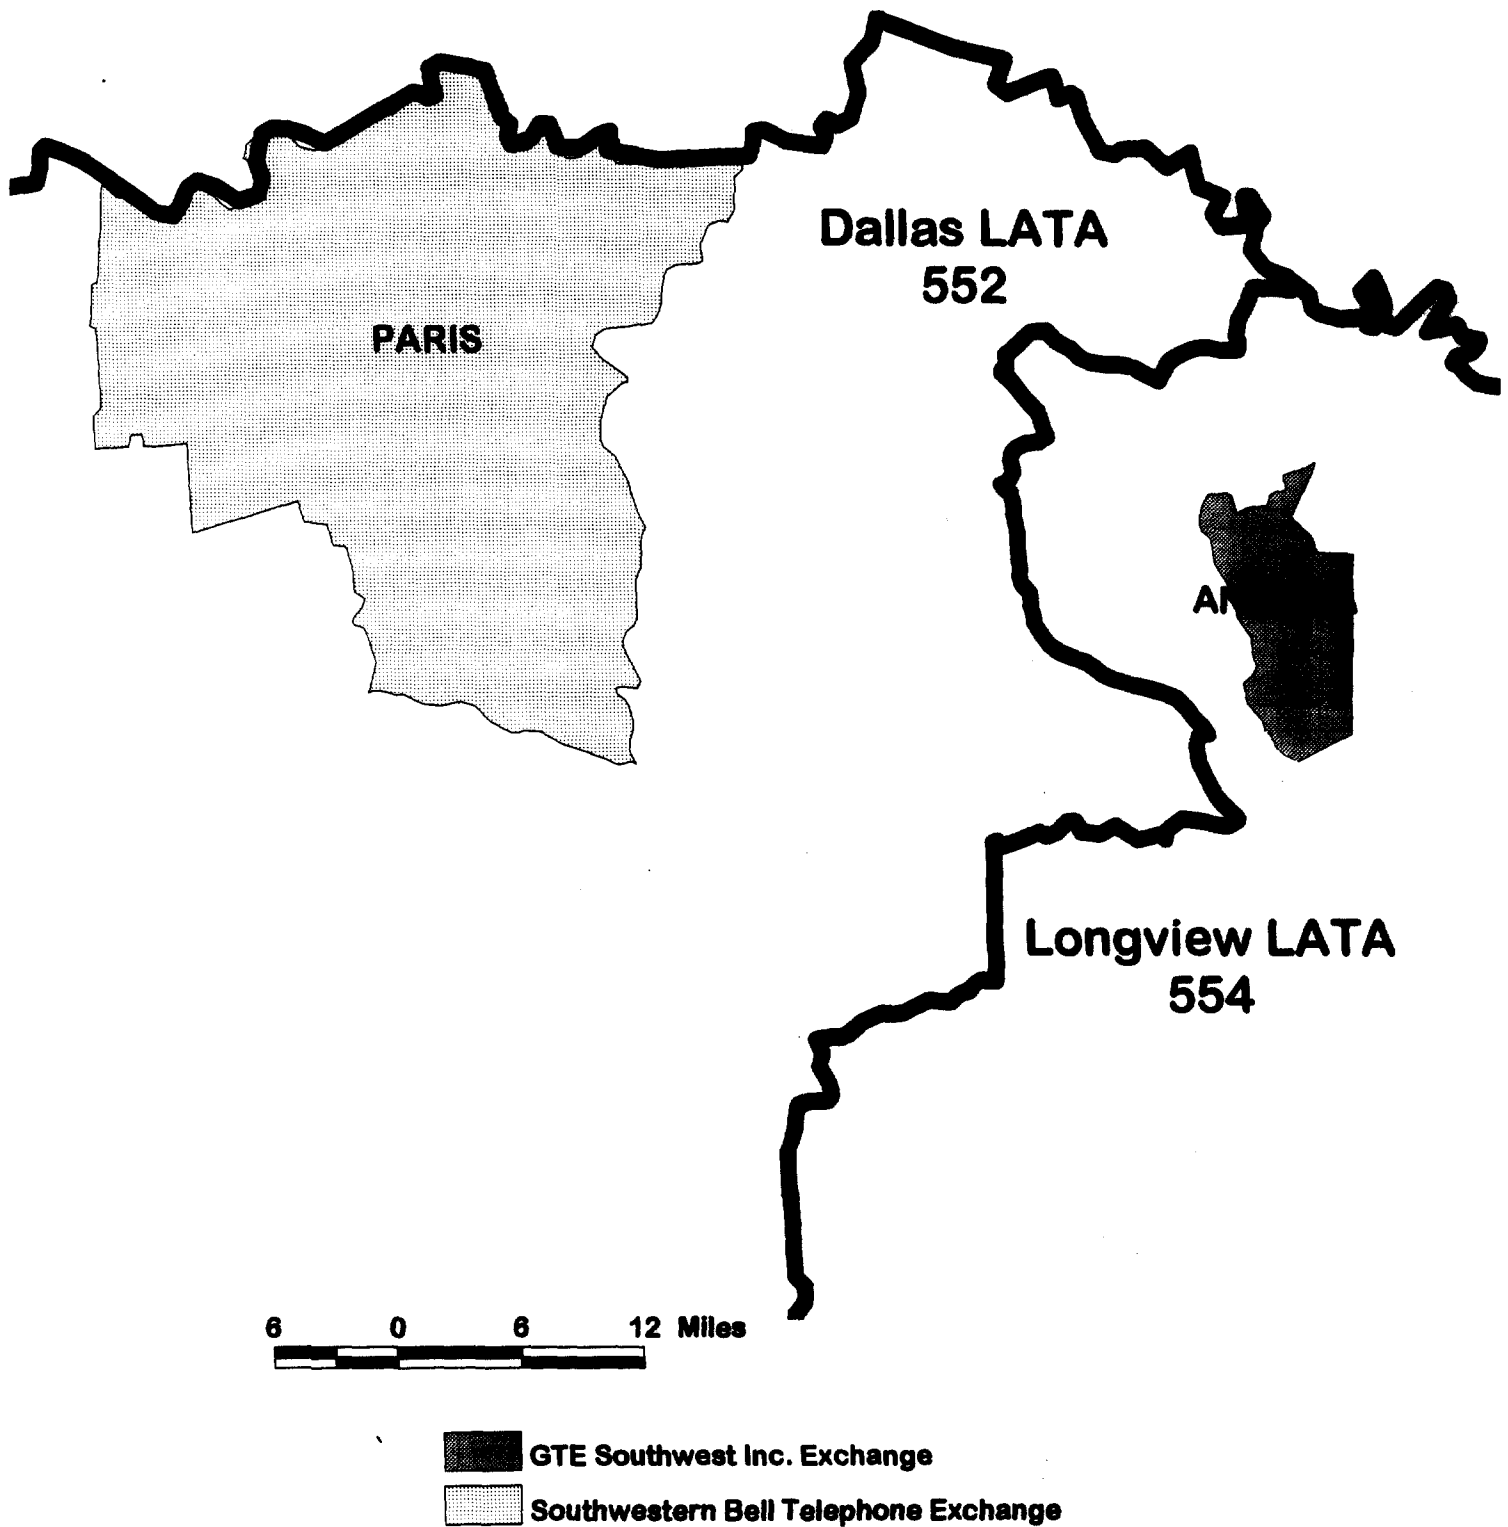 Dallas LATA
552
PARIS
Longview LATA
554
6 0 6 12 Miles
GTE Southwest Inc. Exchange
Southwestern Bell Telephone Exchange